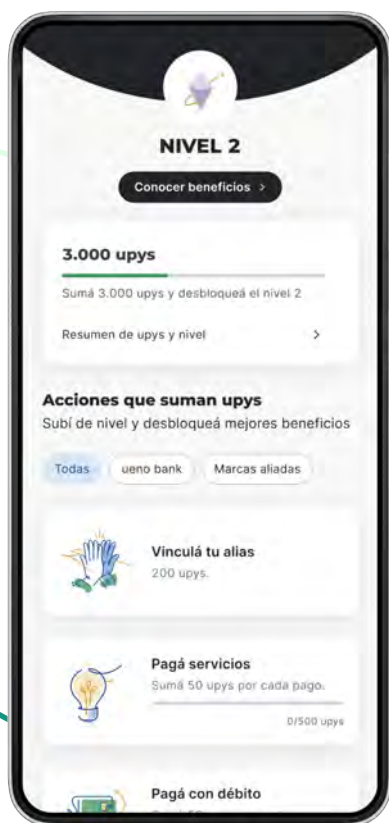 NIVEL 2
Conocer beneficios >
3.000 upys
Sumá 3.000 upys y desbloqueá el nivel 2
Resumen de upys y nivel >
Acciones que suman upys
Subí de nivel y desbloqueá mejores beneficios
Todas ueno bank Marcas aliadas
Vinculá tu alias
200 upys.
Pagá servicios
Sumá 50 upys por cada pago.
0/500 upys
Pagá con débito